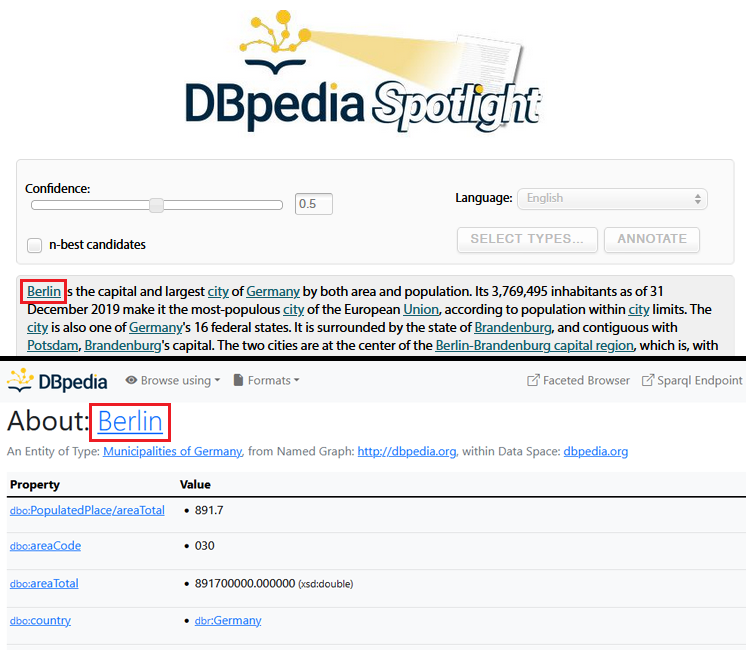 DBpedia Spotlight
Confidence:
0.5
Language: English
n-best candidates
SELECT TYPES...
ANNOTATE
Berlin is the capital and largest city of Germany by both area and population. Its 3,769,495 inhabitants as of 31
December 2019 make it the most-populous city of the European Union, according to population within city limits. The
city is also one of Germany's 16 federal states. It is surrounded by the state of Brandenburg, and contiguous with
Potsdam, Brandenburg's capital. The two cities are at the center of the Berlin-Brandenburg capital region, which is, with
DBpedia Browse using Formats Faceted Browser Sparql Endpoint
About: Berlin
An Entity of Type: Municipalities of Germany, from Named Graph: http://dbpedia.org, within Data Space: dbpedia.org
Property Value
dbo:PopulatedPlace/areaTotal • 891.7
dbo:areaCode • 030
dbo:areaTotal • 891700000.000000 (xsd:double)
dbo:country • dbr:Germany